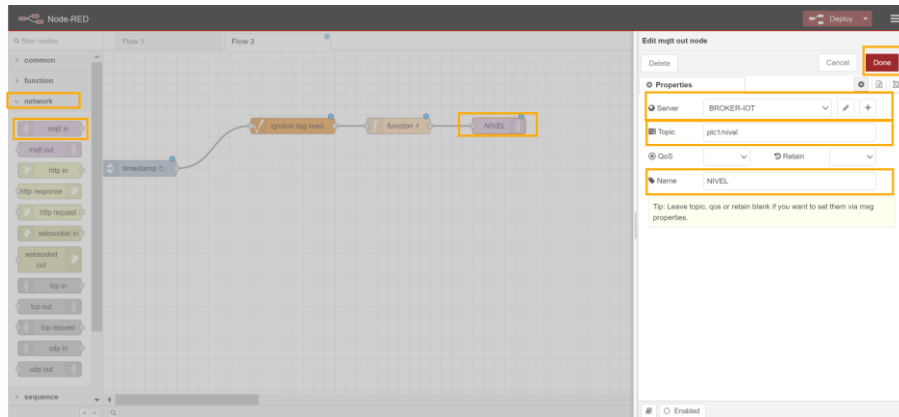 Node-RED
Deploy
filter nodes
Flow 1
Flow 2
Edit mqtt out node
common
Delete
Cancel
Done
function
Properties
network
Server
BROKER-IOT
mqtt in
ignition tag read
function 1
NIVEL
Topic
plc1/nivel
mqtt out
QoS
Retain
http in
timestamp ↻
Name
NIVEL
http response
http request
Tip: Leave topic, qos or retain blank if you want to set them via msg
properties.
websocket in
websocket
out
tcp in
tcp out
tcp request
udp in
udp out
sequence
Enabled